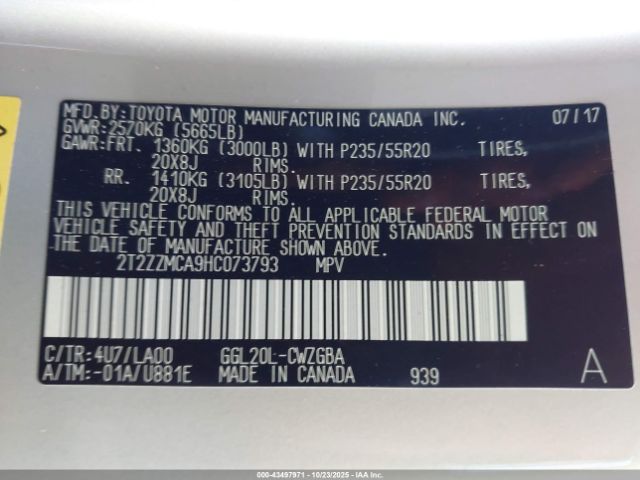 MFD.BY:TOYOTA MOTOR MANUFACTURING CANADA INC. 07/17
GVWR:2570KG (5665LB)
GAWR:FRT. 1360KG (3000LB) WITH P235/55R20 TIRES,
20X8J RIMS.
RR. 1410KG (3105LB) WITH P235/55R20 TIRES,
20X8J RIMS.
THIS VEHICLE CONFORMS TO ALL APPLICABLE FEDERAL MOTOR
VEHICLE SAFETY AND THEFT PREVENTION STANDARDS IN EFFECT ON
THE DATE OF MANUFACTURE SHOWN ABOVE.
2T2ZZMCA9HC073793 MPV
C/TR:4U7/LA00 GGL20L-CWZGBA
A/TM:-01A/U881E MADE IN CANADA 939 A
000-43497971 - 10/23/2025 - IAA Inc.